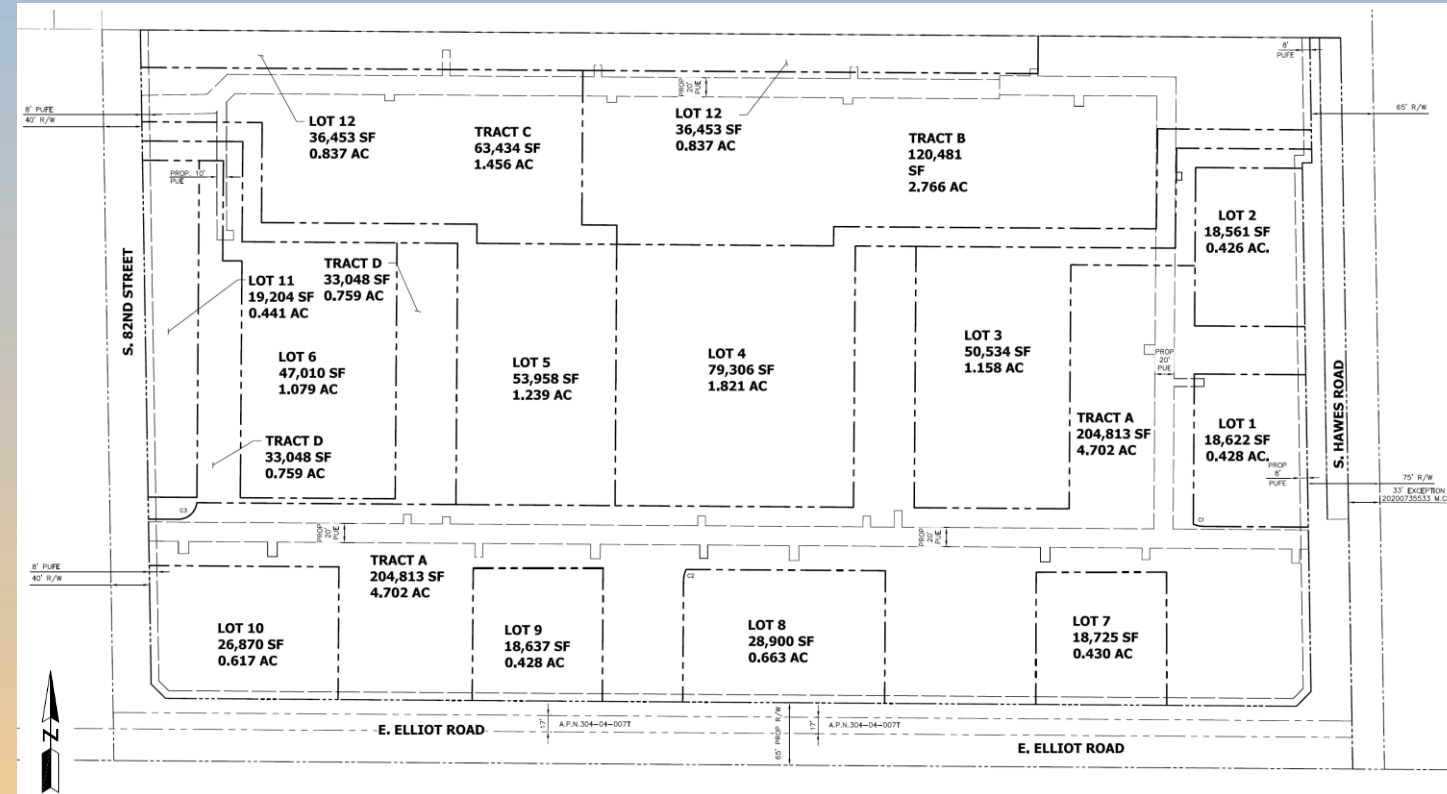 8'
PUFE
8' PUFE
40' R/W
65' R/W
PROP
20'
PUE
LOT 12
36,453 SF
0.837 AC
TRACT C
63,434 SF
1.456 AC
LOT 12
36,453 SF
0.837 AC
TRACT B
120,481
SF
2.766 AC
PROP. 10'
PUE
LOT 2
18,561 SF
0.426 AC.
S. 82ND STREET
TRACT D
33,048 SF
0.759 AC
LOT 11
19,204 SF
0.441 AC
LOT 6
47,010 SF
1.079 AC
LOT 5
53,958 SF
1.239 AC
LOT 4
79,306 SF
1.821 AC
LOT 3
50,534 SF
1.158 AC
PROP
20'
PUE
TRACT A
204,813 SF
4.702 AC
LOT 1
18,622 SF
0.428 AC.
S. HAWES ROAD
TRACT D
33,048 SF
0.759 AC
PROP
8'
PUFE
75' R/W
33' EXCEPTION
20200735533 M.C
C3
C1
PROP
20'
PUE
PROP
20'
PUE
8' PUFE
40' R/W
TRACT A
204,813 SF
4.702 AC
C2
LOT 10
26,870 SF
0.617 AC
LOT 9
18,637 SF
0.428 AC
LOT 8
28,900 SF
0.663 AC
LOT 7
18,725 SF
0.430 AC
N
E. ELLIOT ROAD
17'
A.P.N.304-04-007T
65' PROP R/W
17'
A.P.N.304-04-007T
E. ELLIOT ROAD